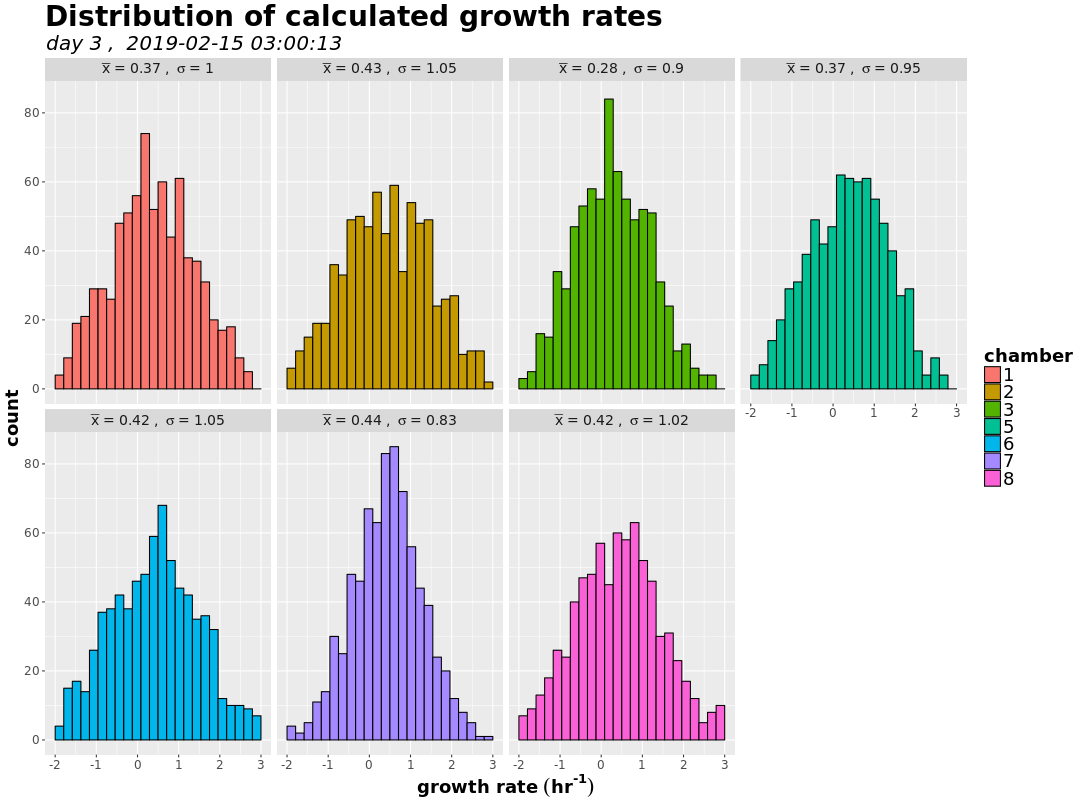 Distribution of calculated growth rates
day 3 , 2019-02-15 03:00:13
x̅ = 0.37 , σ = 1
x̅ = 0.43 , σ = 1.05
x̅ = 0.28 , σ = 0.9
x̅ = 0.37 , σ = 0.95
80
60
40
20
0
-2 -1 0 1 2 3
x̅ = 0.42 , σ = 1.05
x̅ = 0.44 , σ = 0.83
x̅ = 0.42 , σ = 1.02
80
60
40
20
0
-2 -1 0 1 2 3
-2 -1 0 1 2 3
-2 -1 0 1 2 3
count
growth rate (hr⁻¹)
chamber
1
2
3
5
6
7
8